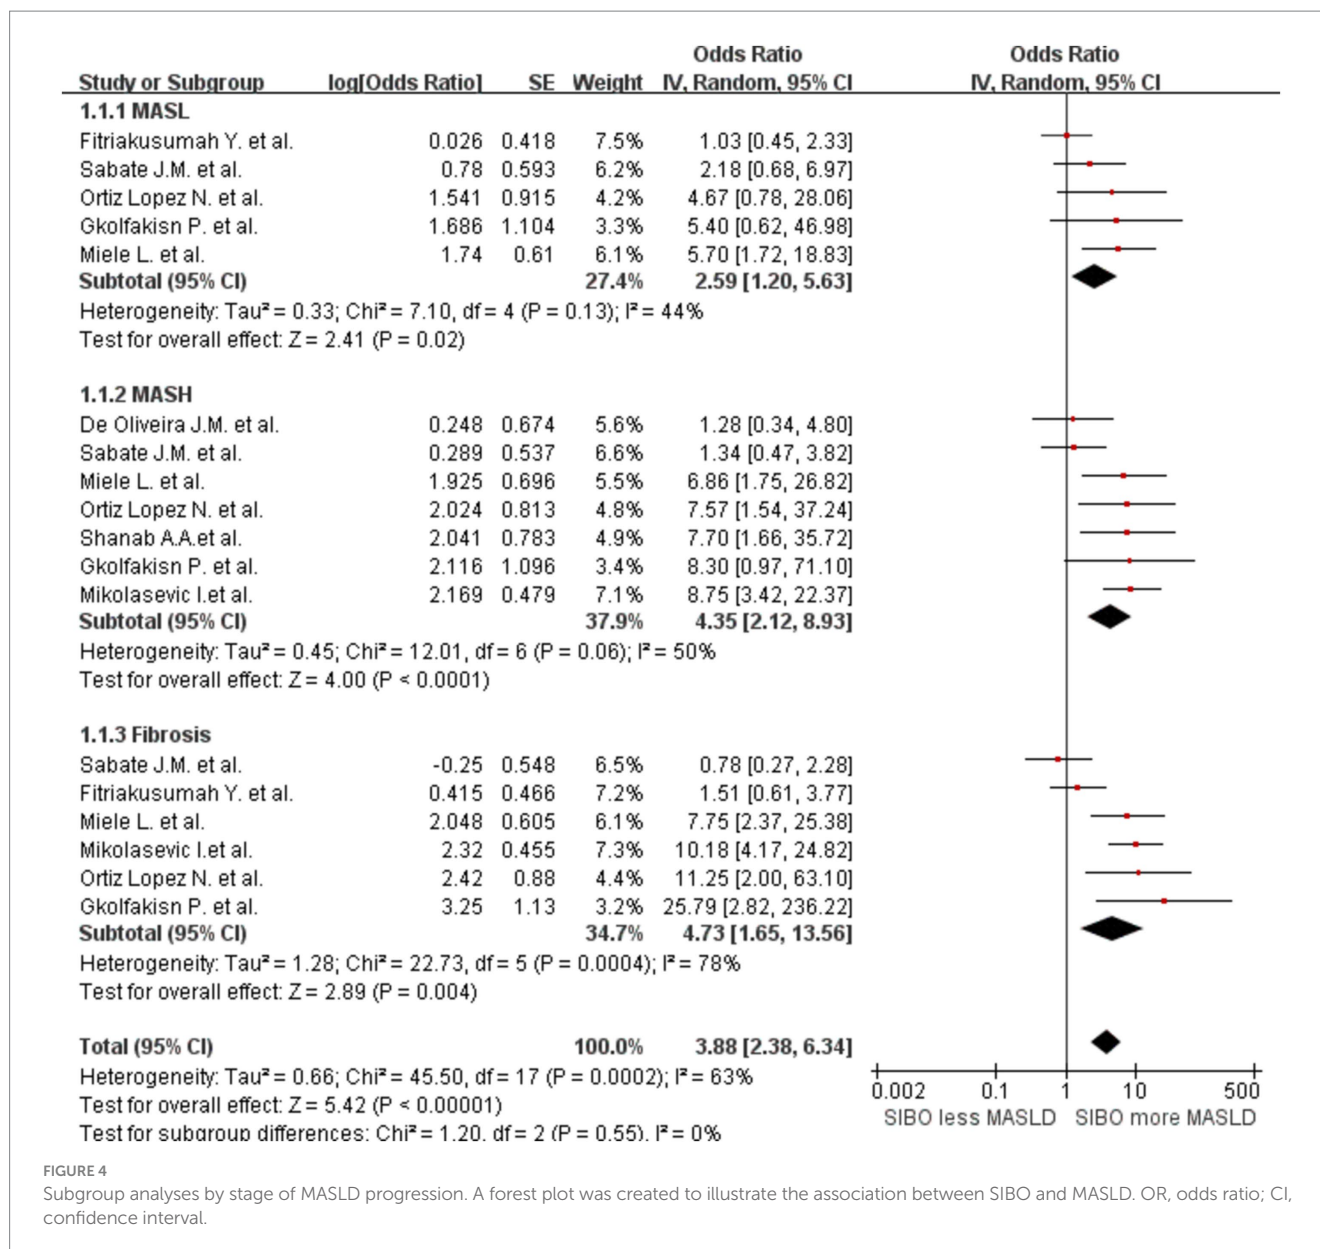 Odds Ratio Odds Ratio
Study or Subgroup log[Odds Ratio] SE Weight IV, Random, 95% CI IV, Random, 95% CI
1.1.1 MASL
Fitriakusumah Y. et al. 0.026 0.418 7.5% 1.03 [0.45, 2.33]
Sabate J.M. et al. 0.78 0.593 6.2% 2.18 [0.68, 6.97]
Ortiz Lopez N. et al. 1.541 0.915 4.2% 4.67 [0.78, 28.06]
Gkolfakisn P. et al. 1.686 1.104 3.3% 5.40 [0.62, 46.98]
Miele L. et al. 1.74 0.61 6.1% 5.70 [1.72, 18.83]
Subtotal (95% CI) 27.4% 2.59 [1.20, 5.63]
Heterogeneity: Tau² = 0.33; Chi² = 7.10, df = 4 (P = 0.13); I² = 44%
Test for overall effect: Z = 2.41 (P = 0.02)
1.1.2 MASH
De Oliveira J.M. et al. 0.248 0.674 5.6% 1.28 [0.34, 4.80]
Sabate J.M. et al. 0.289 0.537 6.6% 1.34 [0.47, 3.82]
Miele L. et al. 1.925 0.696 5.5% 6.86 [1.75, 26.82]
Ortiz Lopez N. et al. 2.024 0.813 4.8% 7.57 [1.54, 37.24]
Shanab A.A.et al. 2.041 0.783 4.9% 7.70 [1.66, 35.72]
Gkolfakisn P. et al. 2.116 1.096 3.4% 8.30 [0.97, 71.10]
Mikolasevic I.et al. 2.169 0.479 7.1% 8.75 [3.42, 22.37]
Subtotal (95% CI) 37.9% 4.35 [2.12, 8.93]
Heterogeneity: Tau² = 0.45; Chi² = 12.01, df = 6 (P = 0.06); I² = 50%
Test for overall effect: Z = 4.00 (P < 0.0001)
1.1.3 Fibrosis
Sabate J.M. et al. -0.25 0.548 6.5% 0.78 [0.27, 2.28]
Fitriakusumah Y. et al. 0.415 0.466 7.2% 1.51 [0.61, 3.77]
Miele L. et al. 2.048 0.605 6.1% 7.75 [2.37, 25.38]
Mikolasevic I.et al. 2.32 0.455 7.3% 10.18 [4.17, 24.82]
Ortiz Lopez N. et al. 2.42 0.88 4.4% 11.25 [2.00, 63.10]
Gkolfakisn P. et al. 3.25 1.13 3.2% 25.79 [2.82, 236.22]
Subtotal (95% CI) 34.7% 4.73 [1.65, 13.56]
Heterogeneity: Tau² = 1.28; Chi² = 22.73, df = 5 (P = 0.0004); I² = 78%
Test for overall effect: Z = 2.89 (P = 0.004)
Total (95% CI) 100.0% 3.88 [2.38, 6.34]
Heterogeneity: Tau² = 0.66; Chi² = 45.50, df = 17 (P = 0.0002); I² = 63%
Test for overall effect: Z = 5.42 (P < 0.00001)
Test for subgroup differences: Chi² = 1.20, df = 2 (P = 0.55), I² = 0%
0.002 0.1 1 10 500
SIBO less MASLD SIBO more MASLD
FIGURE 4
Subgroup analyses by stage of MASLD progression. A forest plot was created to illustrate the association between SIBO and MASLD. OR, odds ratio; CI,
confidence interval.